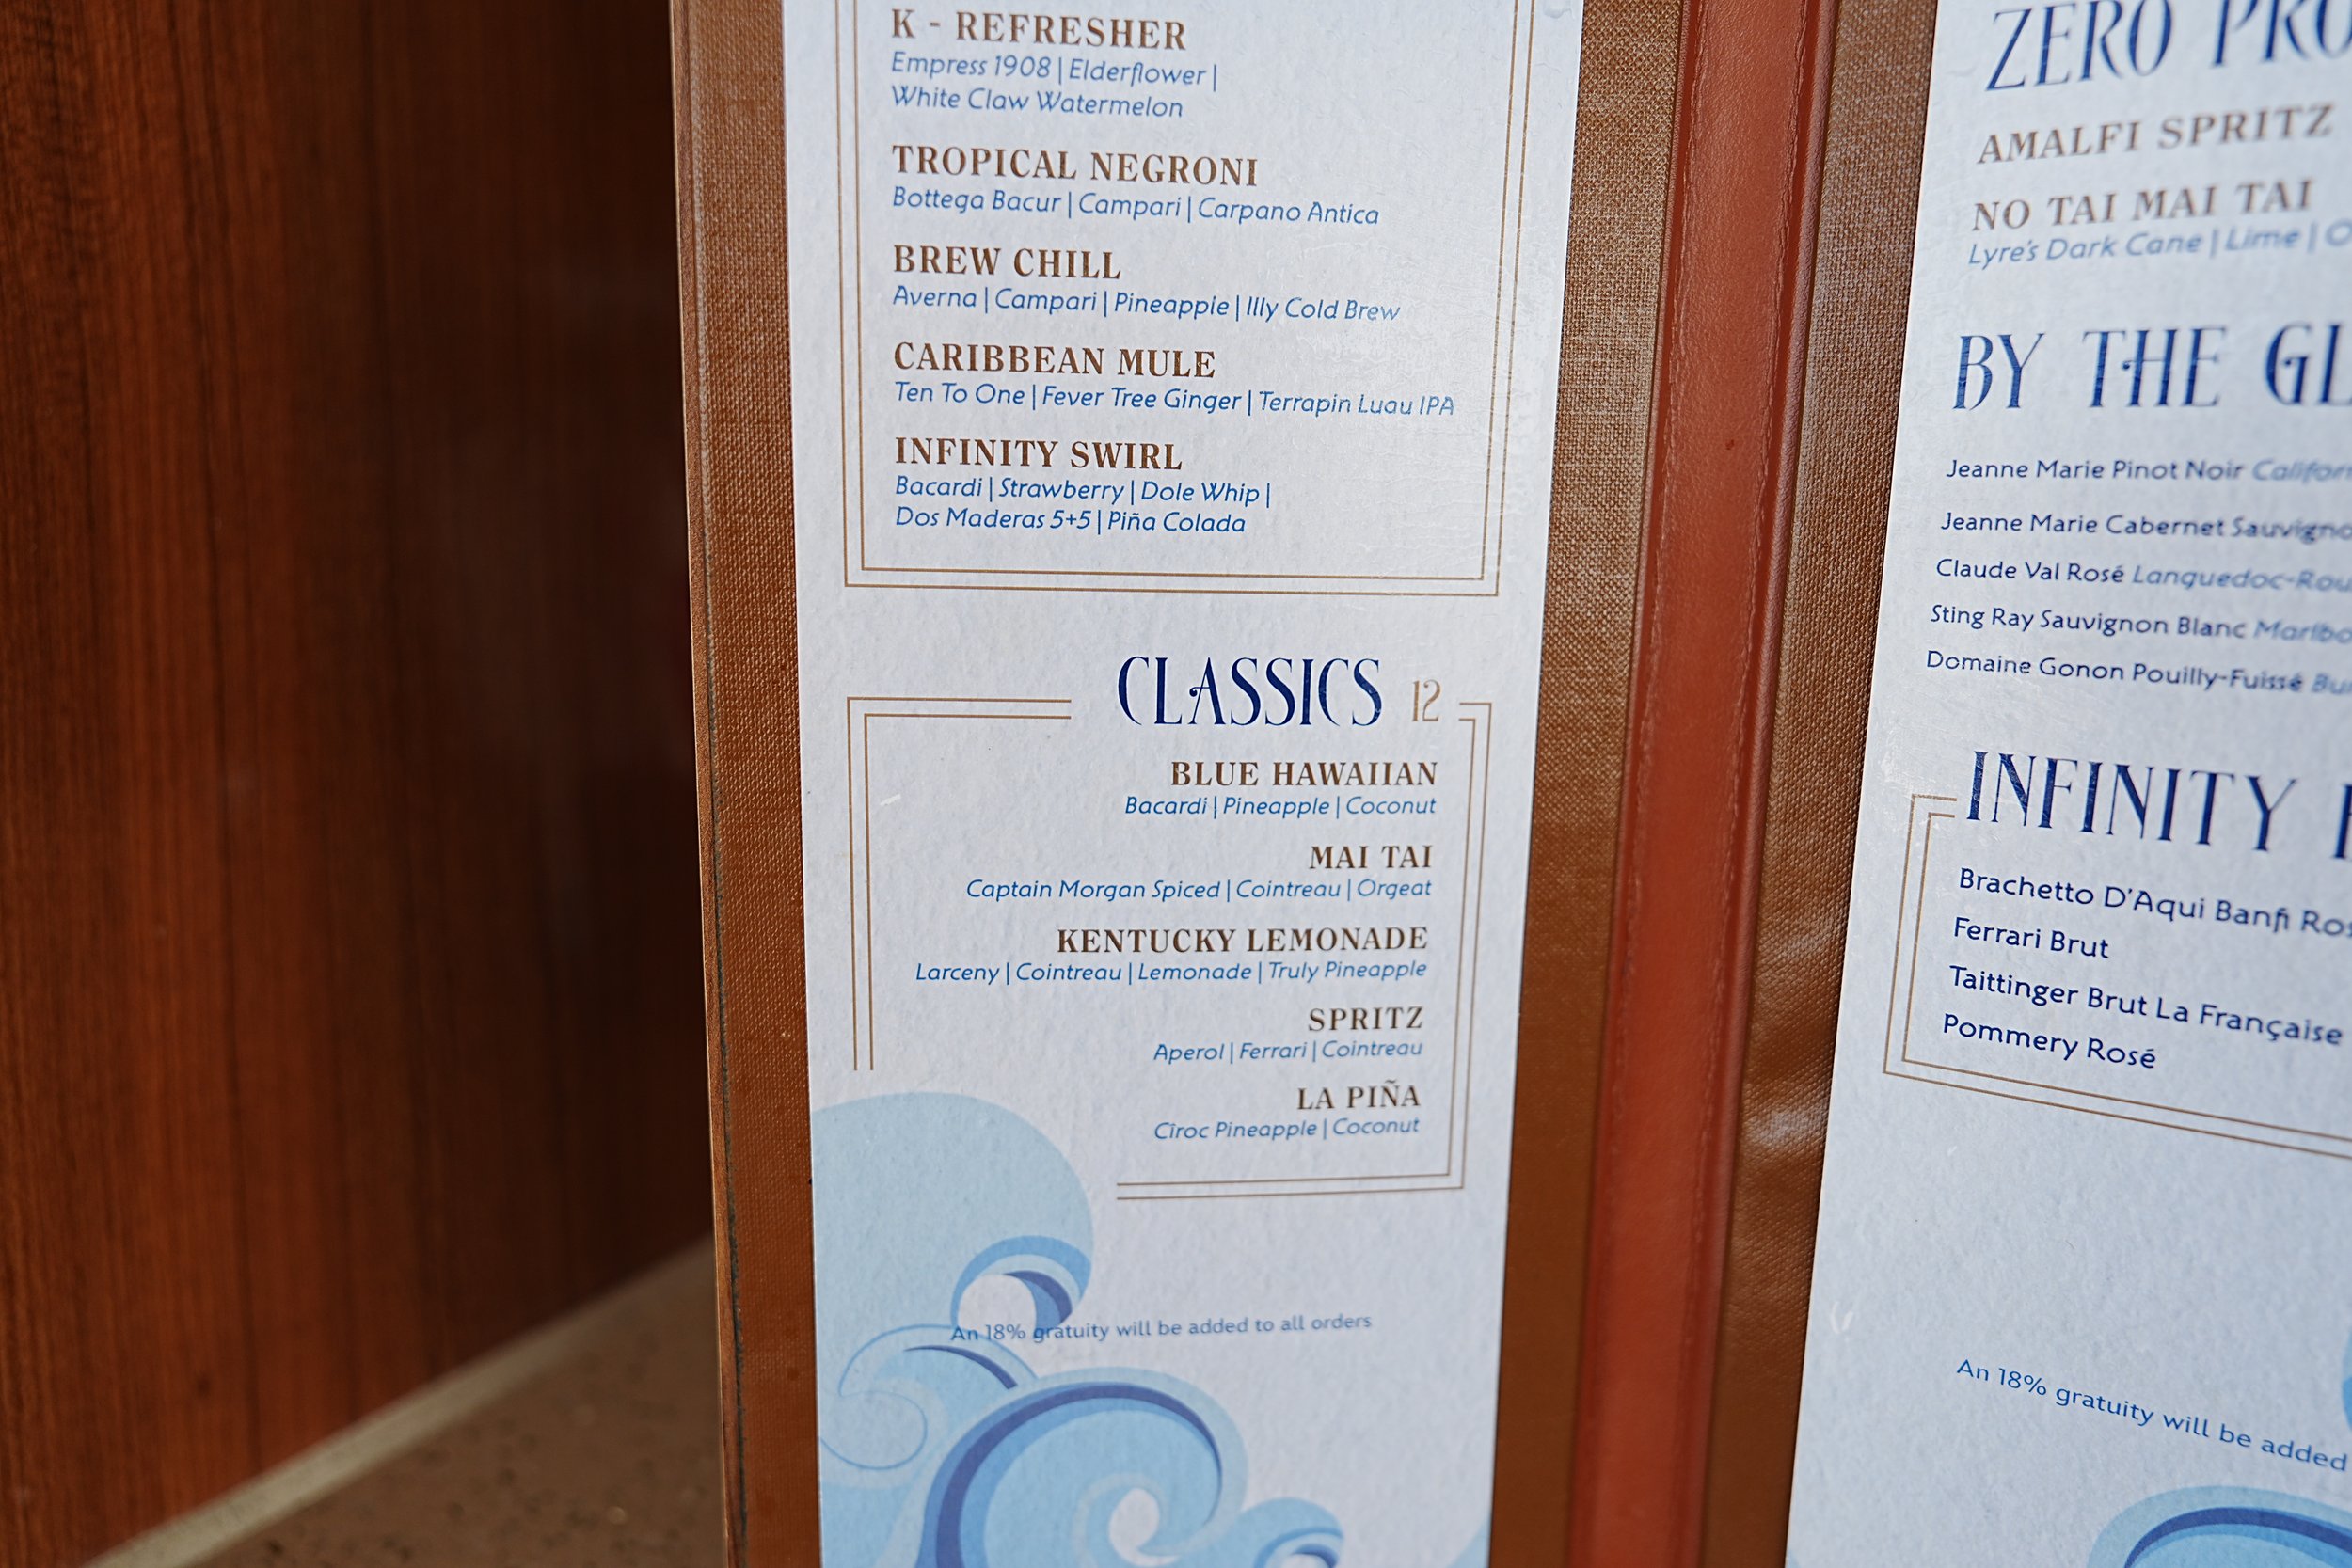 K - REFRESHER
Empress 1908 | Elderflower |
White Claw Watermelon
TROPICAL NEGRONI
Bottega Bacur | Campari | Carpano Antica
BREW CHILL
Averna | Campari | Pineapple | Illy Cold Brew
CARIBBEAN MULE
Ten To One | Fever Tree Ginger | Terrapin Luau IPA
INFINITY SWIRL
Bacardi | Strawberry | Dole Whip |
Dos Maderas 5+5 | Piña Colada
CLASSICS 12
BLUE HAWAIIAN
Bacardi | Pineapple | Coconut
MAI TAI
Captain Morgan Spiced | Cointreau | Orgeat
KENTUCKY LEMONADE
Larceny | Cointreau | Lemonade | Truly Pineapple
SPRITZ
Aperol | Ferrari | Cointreau
LA PIÑA
Cîroc Pineapple | Coconut
An 18% gratuity will be added to all orders
ZERO
AMALFI SPRITZ
NO TAI MAI TAI
Lyre's Dark Cane | Lime |
BY THE
Jeanne Marie Pinot Noir
Jeanne Marie Cabernet
Claude Val Rosé
Sting Ray Sauvignon Blanc
Domaine Gonon Pouilly-Fuissé
INFINITY
Brachetto D'Aqui Banfi
Ferrari Brut
Taittinger Brut La Française
Pommery Rosé
An 18% gratuity will be added